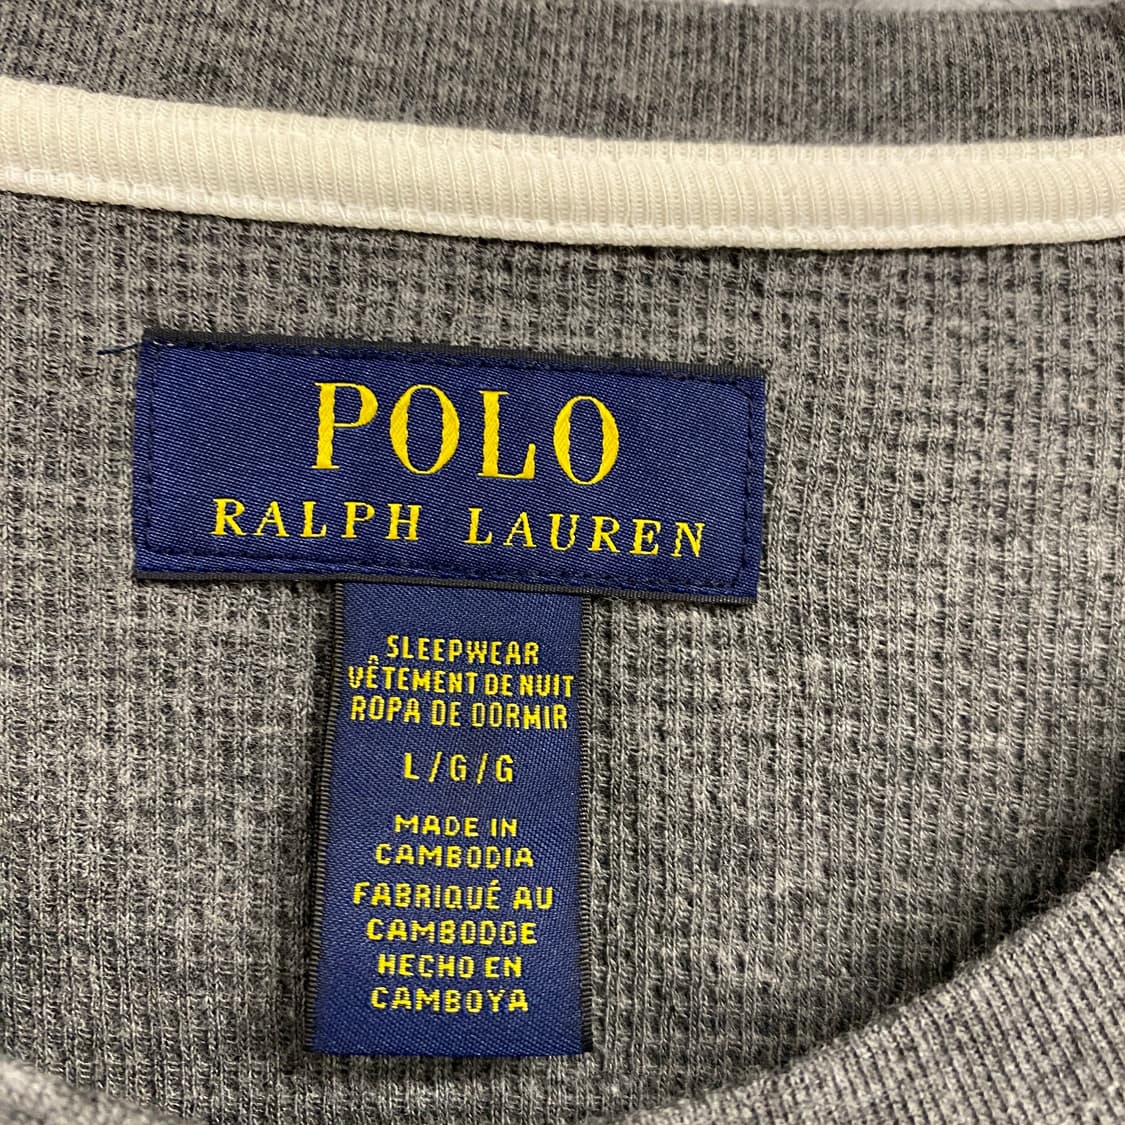 POLO
RALPH LAUREN
SLEEPWEAR
VÊTEMENT DE NUIT
ROPA DE DORMIR
L/G/G
MADE IN
CAMBODIA
FABRIQUÉ AU
CAMBODGE
HECHO EN
CAMBOYA